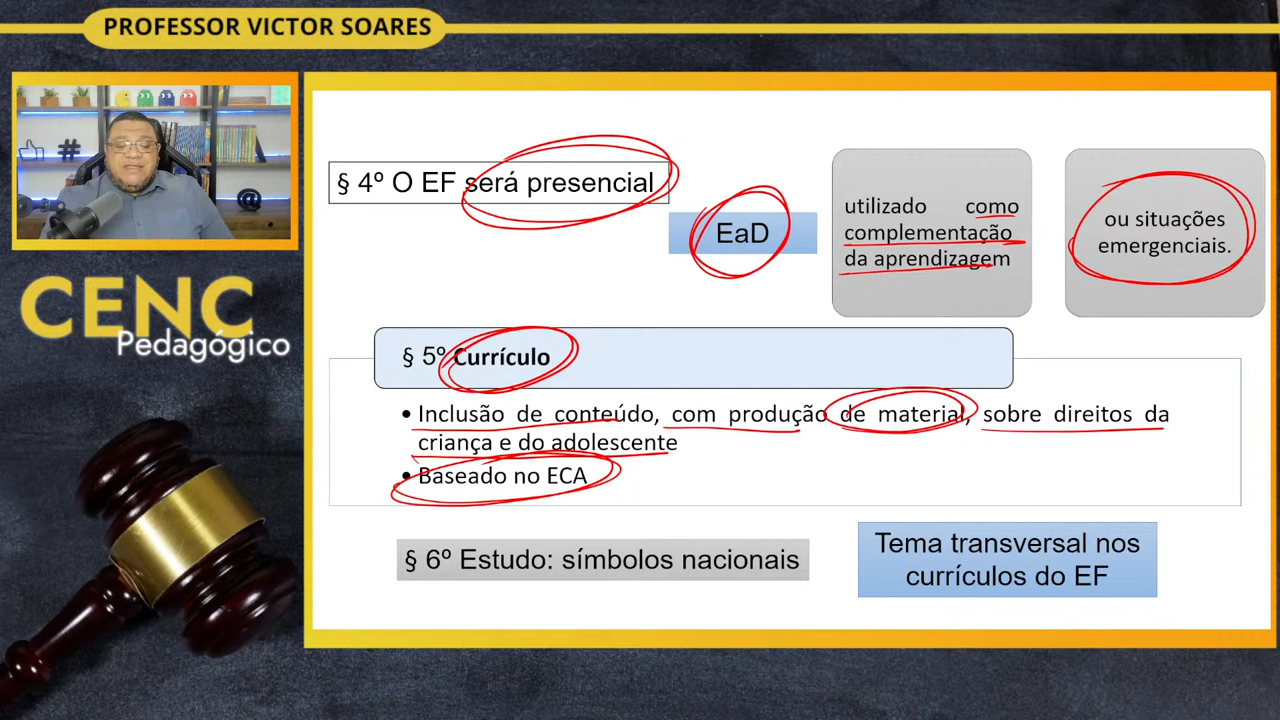 PROFESSOR VICTOR SOARES
§ 4º O EF será presencial
EaD
utilizado como
complementação
da aprendizagem
ou situações
emergenciais.
#
@
CENC
Pedagógico
§ 5º Currículo
• Inclusão de conteúdo, com produção de material, sobre direitos da
criança e do adolescente
• Baseado no ECA
§ 6º Estudo: símbolos nacionais
Tema transversal nos
currículos do EF